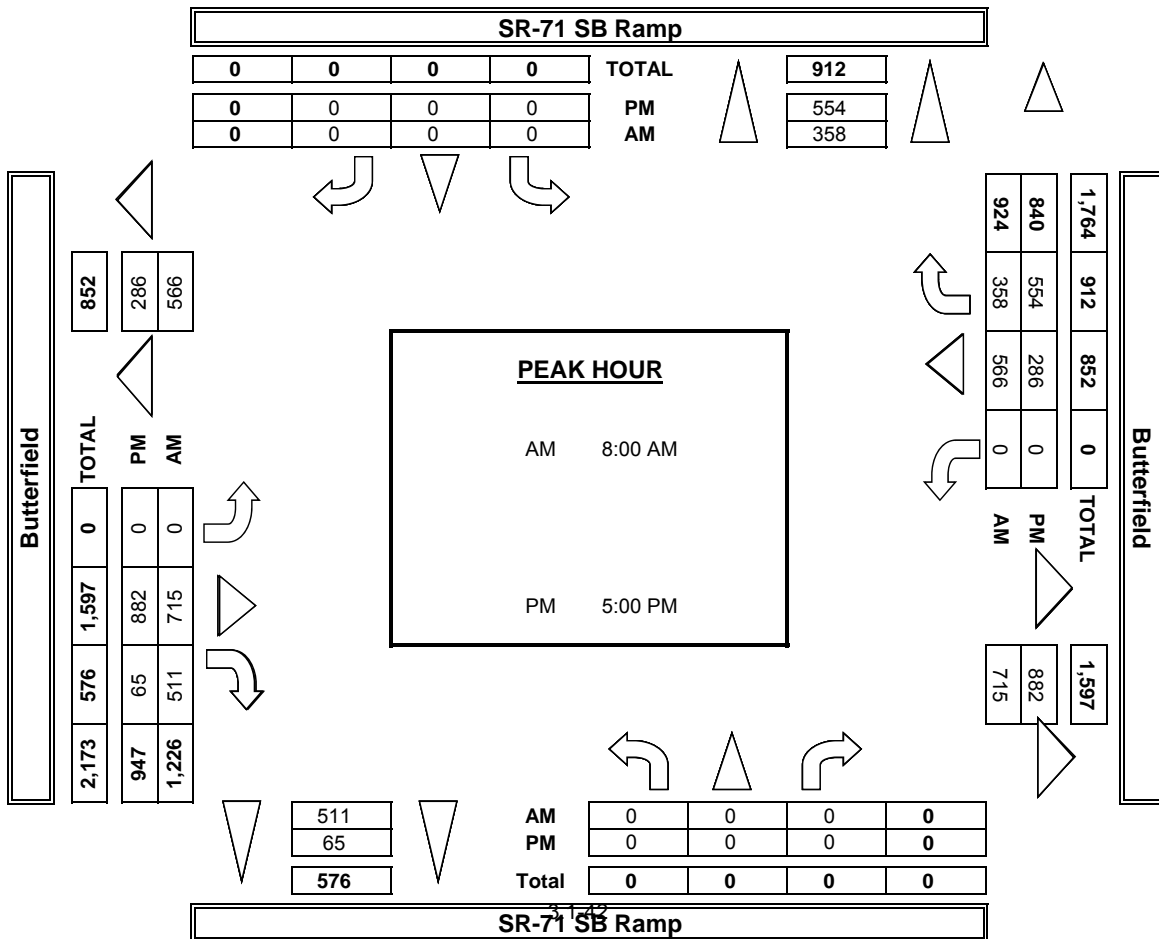 SR-71 SB Ramp
0 0 0 0 TOTAL 912
0 0 0 0 PM 554
0 0 0 0 AM 358
Butterfield
852
286
566
TOTAL 0 1,597 576 2,173
PM 0 882 65 947
AM 0 715 511 1,226
PEAK HOUR
AM 8:00 AM
PM 5:00 PM
1,764 912 852 0 TOTAL
840 554 286 0 PM
924 358 566 0 AM
1,597
882
715
Butterfield
511 AM 0 0 0 0
65 PM 0 0 0 0
576 Total 0 0 0 0
3.1-42
SR-71 SB Ramp